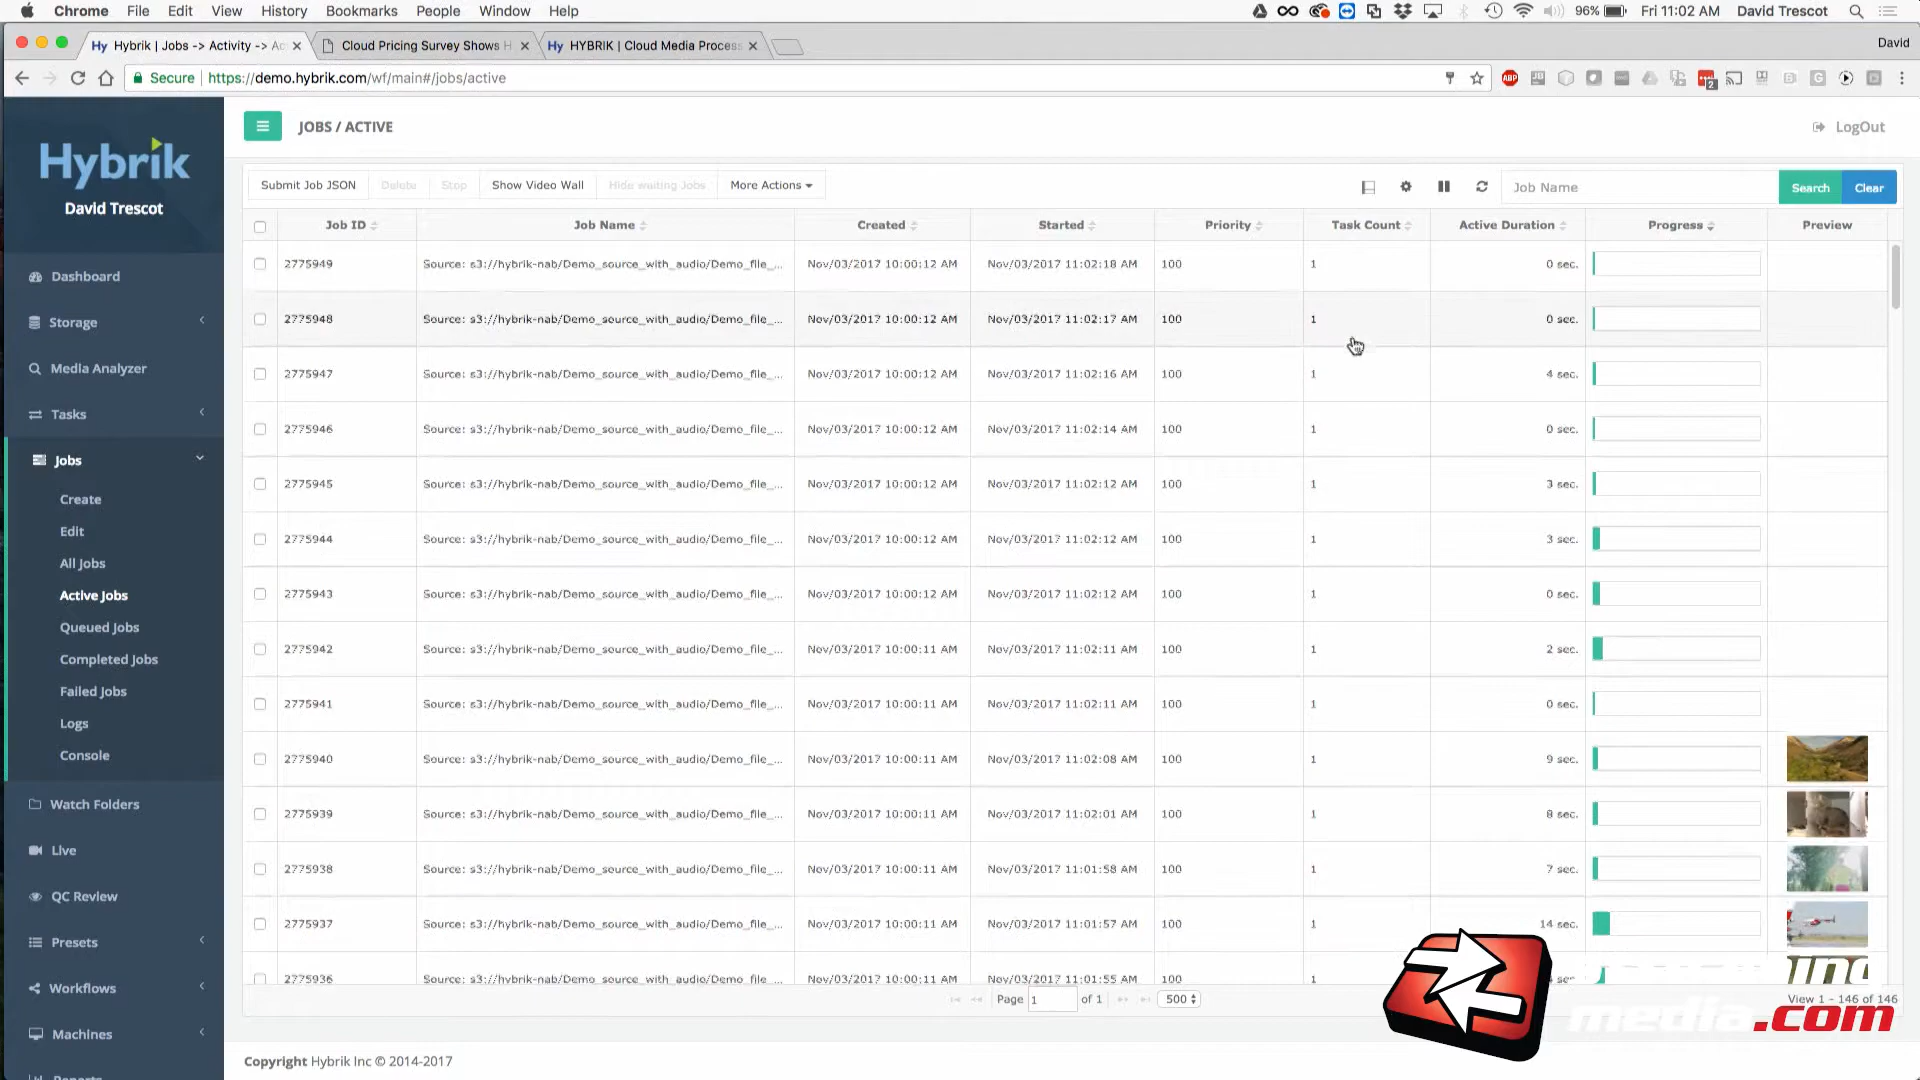 Chrome File Edit View History Bookmarks People Window Help 96% Fri 11:02 AM David Trescot
Hy Hybrik | Jobs -> Activity -> Ac Cloud Pricing Survey Shows H Hy HYBRIK | Cloud Media Process David
Secure https://demo.hybrik.com/wf/main#/jobs/active
Hybrik
David Trescot
Dashboard
Storage
Media Analyzer
Tasks
Jobs
Create
Edit
All Jobs
Active Jobs
Queued Jobs
Completed Jobs
Failed Jobs
Logs
Console
Watch Folders
Live
QC Review
Presets
Workflows
Machines
Reports
JOBS / ACTIVE LogOut
Submit Job JSON Delete Stop Show Video Wall Hide waiting Jobs More Actions Job Name Search Clear
Job ID Job Name Created Started Priority Task Count Active Duration Progress Preview
2775949 Source: s3://hybrik-nab/Demo_source_with_audio/Demo_file_... Nov/03/2017 10:00:12 AM Nov/03/2017 11:02:18 AM 100 1 0 sec.
2775948 Source: s3://hybrik-nab/Demo_source_with_audio/Demo_file_... Nov/03/2017 10:00:12 AM Nov/03/2017 11:02:17 AM 100 1 0 sec.
2775947 Source: s3://hybrik-nab/Demo_source_with_audio/Demo_file_... Nov/03/2017 10:00:12 AM Nov/03/2017 11:02:16 AM 100 1 4 sec.
2775946 Source: s3://hybrik-nab/Demo_source_with_audio/Demo_file_... Nov/03/2017 10:00:12 AM Nov/03/2017 11:02:14 AM 100 1 0 sec.
2775945 Source: s3://hybrik-nab/Demo_source_with_audio/Demo_file_... Nov/03/2017 10:00:12 AM Nov/03/2017 11:02:12 AM 100 1 3 sec.
2775944 Source: s3://hybrik-nab/Demo_source_with_audio/Demo_file_... Nov/03/2017 10:00:12 AM Nov/03/2017 11:02:12 AM 100 1 3 sec.
2775943 Source: s3://hybrik-nab/Demo_source_with_audio/Demo_file_... Nov/03/2017 10:00:12 AM Nov/03/2017 11:02:12 AM 100 1 0 sec.
2775942 Source: s3://hybrik-nab/Demo_source_with_audio/Demo_file_... Nov/03/2017 10:00:11 AM Nov/03/2017 11:02:11 AM 100 1 2 sec.
2775941 Source: s3://hybrik-nab/Demo_source_with_audio/Demo_file_... Nov/03/2017 10:00:11 AM Nov/03/2017 11:02:11 AM 100 1 0 sec.
2775940 Source: s3://hybrik-nab/Demo_source_with_audio/Demo_file_... Nov/03/2017 10:00:11 AM Nov/03/2017 11:02:08 AM 100 1 9 sec.
2775939 Source: s3://hybrik-nab/Demo_source_with_audio/Demo_file_... Nov/03/2017 10:00:11 AM Nov/03/2017 11:02:01 AM 100 1 8 sec.
2775938 Source: s3://hybrik-nab/Demo_source_with_audio/Demo_file_... Nov/03/2017 10:00:11 AM Nov/03/2017 11:01:58 AM 100 1 7 sec.
2775937 Source: s3://hybrik-nab/Demo_source_with_audio/Demo_file_... Nov/03/2017 10:00:11 AM Nov/03/2017 11:01:57 AM 100 1 14 sec.
2775936 Source: s3://hybrik-nab/Demo_source_with_audio/Demo_file_... Nov/03/2017 10:00:11 AM Nov/03/2017 11:01:55 AM 100 1 sec.
Page 1 of 1 500 View 1 - 146 of 146
media.com
Copyright Hybrik Inc © 2014-2017